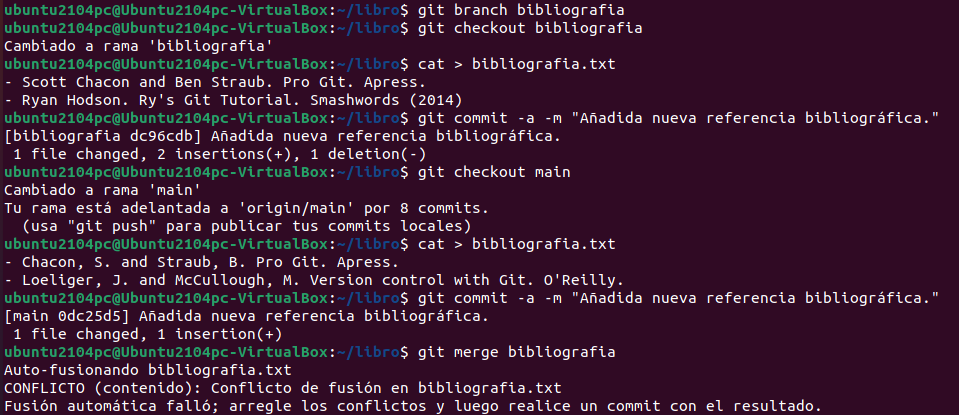 ubuntu2104pc@Ubuntu2104pc-VirtualBox:~/libro$ git branch bibliografia
ubuntu2104pc@Ubuntu2104pc-VirtualBox:~/libro$ git checkout bibliografia
Cambiado a rama 'bibliografia'
ubuntu2104pc@Ubuntu2104pc-VirtualBox:~/libro$ cat > bibliografia.txt
- Scott Chacon and Ben Straub. Pro Git. Apress.
- Ryan Hodson. Ry's Git Tutorial. Smashwords (2014)
ubuntu2104pc@Ubuntu2104pc-VirtualBox:~/libro$ git commit -a -m "Añadida nueva referencia bibliográfica."
[bibliografia dc96cdb] Añadida nueva referencia bibliográfica.
 1 file changed, 2 insertions(+), 1 deletion(-)
ubuntu2104pc@Ubuntu2104pc-VirtualBox:~/libro$ git checkout main
Cambiado a rama 'main'
Tu rama está adelantada a 'origin/main' por 8 commits.
  (usa "git push" para publicar tus commits locales)
ubuntu2104pc@Ubuntu2104pc-VirtualBox:~/libro$ cat > bibliografia.txt
- Chacon, S. and Straub, B. Pro Git. Apress.
- Loeliger, J. and McCullough, M. Version control with Git. O'Reilly.
ubuntu2104pc@Ubuntu2104pc-VirtualBox:~/libro$ git commit -a -m "Añadida nueva referencia bibliográfica."
[main 0dc25d5] Añadida nueva referencia bibliográfica.
 1 file changed, 1 insertion(+)
ubuntu2104pc@Ubuntu2104pc-VirtualBox:~/libro$ git merge bibliografia
Auto-fusionando bibliografia.txt
CONFLICTO (contenido): Conflicto de fusión en bibliografia.txt
Fusión automática falló; arregle los conflictos y luego realice un commit con el resultado.